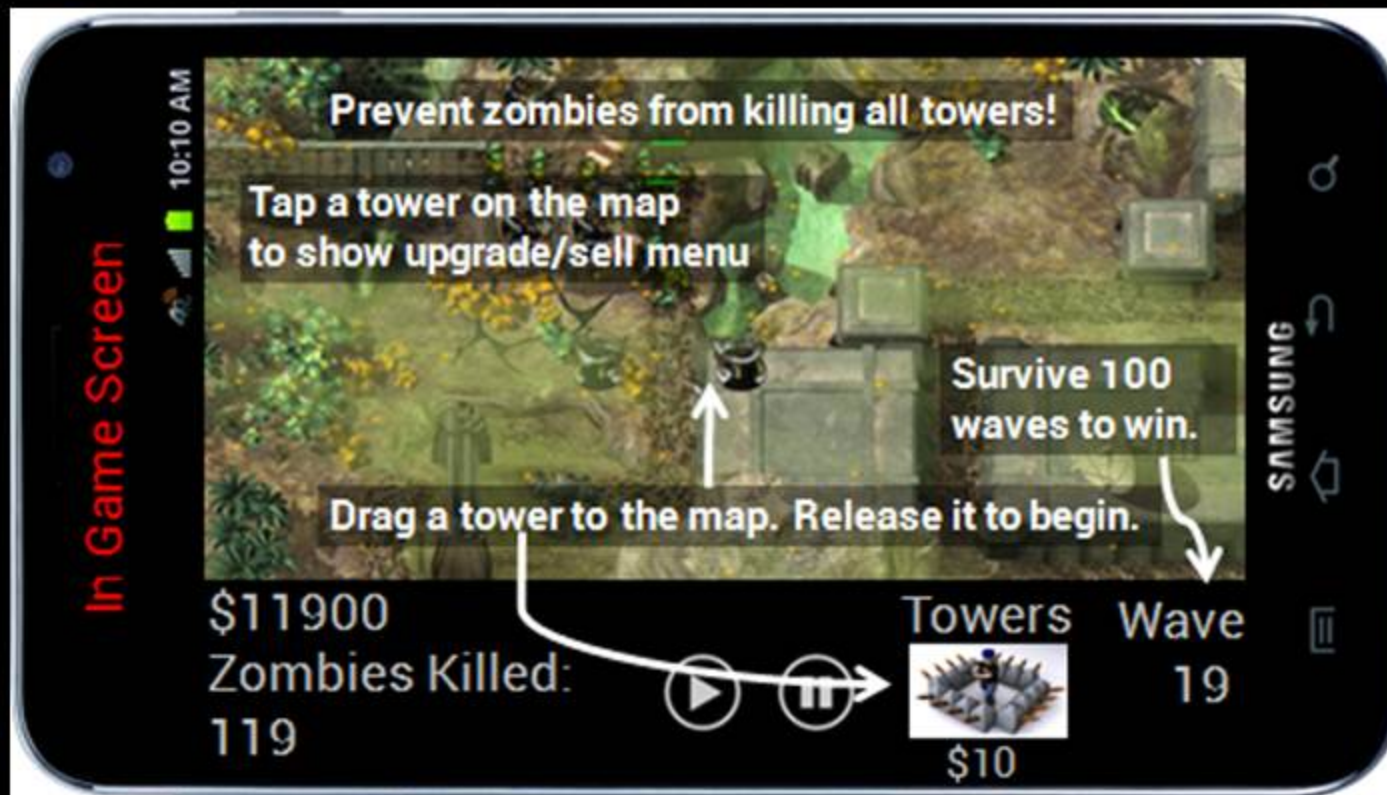 In Game Screen
10:10 AM
Prevent zombies from killing all towers!
Tap a tower on the map
to show upgrade/sell menu
Survive 100
waves to win.
Drag a tower to the map. Release it to begin.
SAMSUNG
$11900
Zombies Killed:
119
Towers
$10
Wave
19